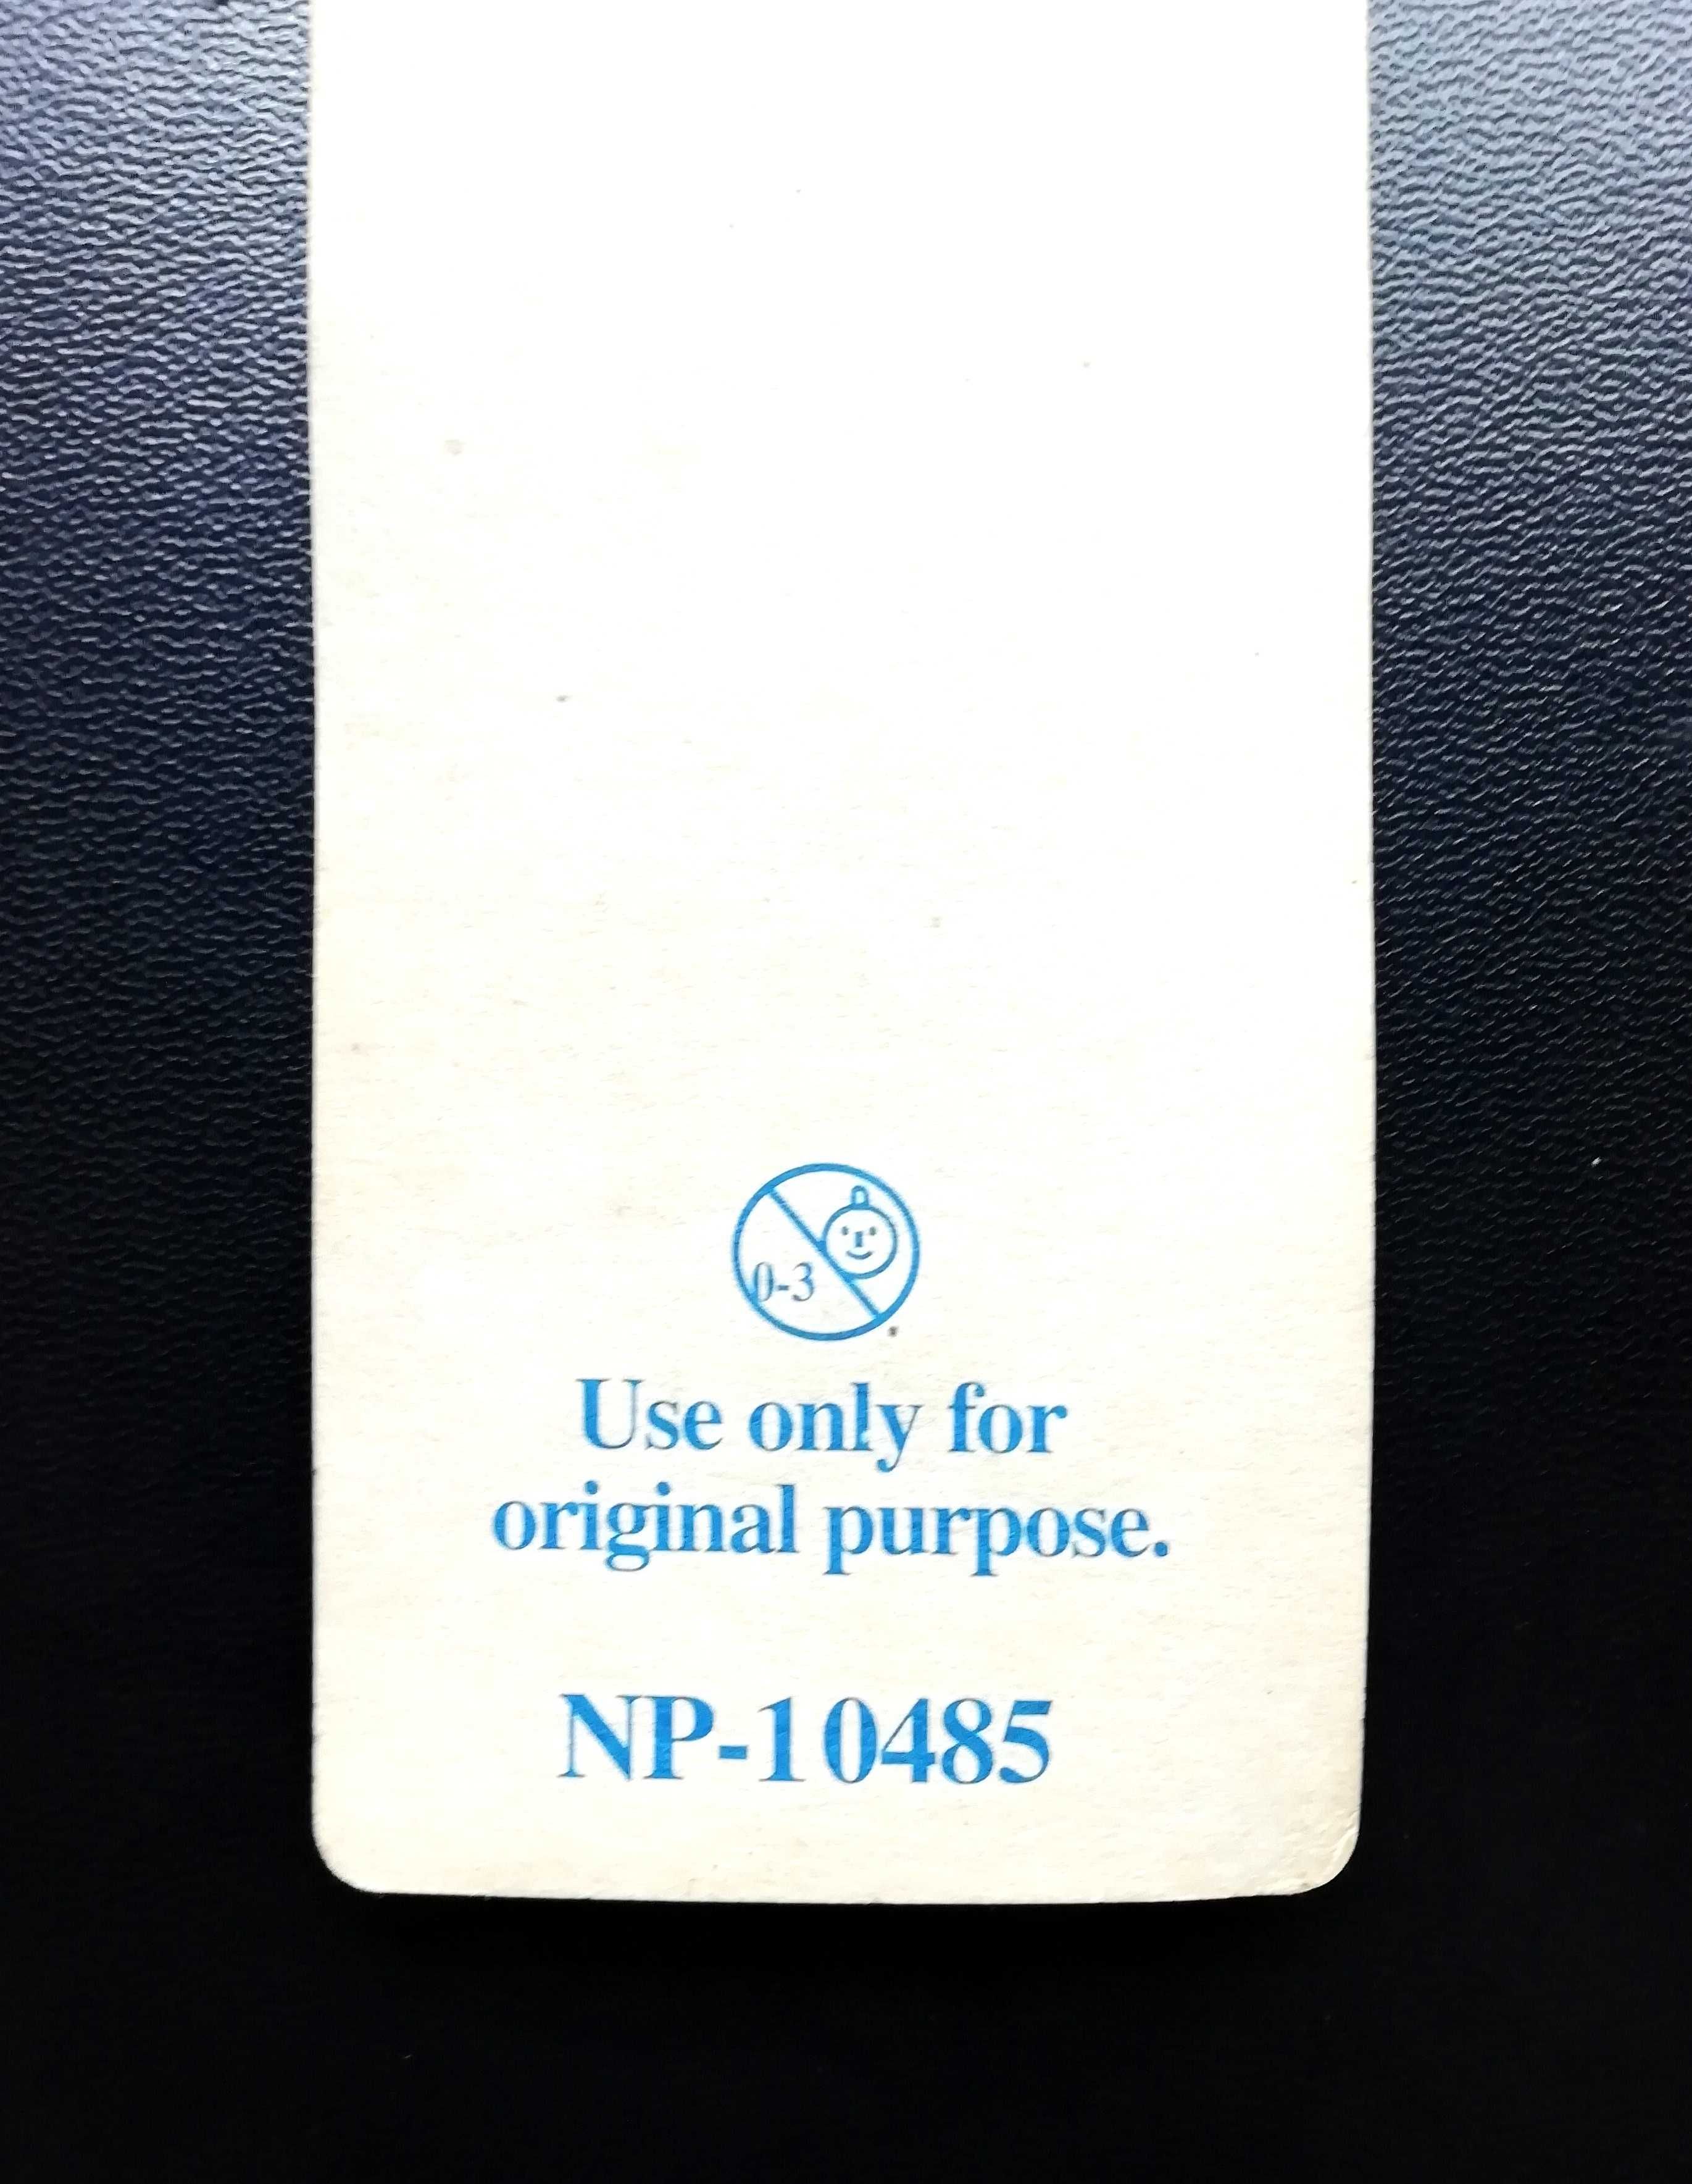 0-3
Use only for
original purpose.
NP-10485